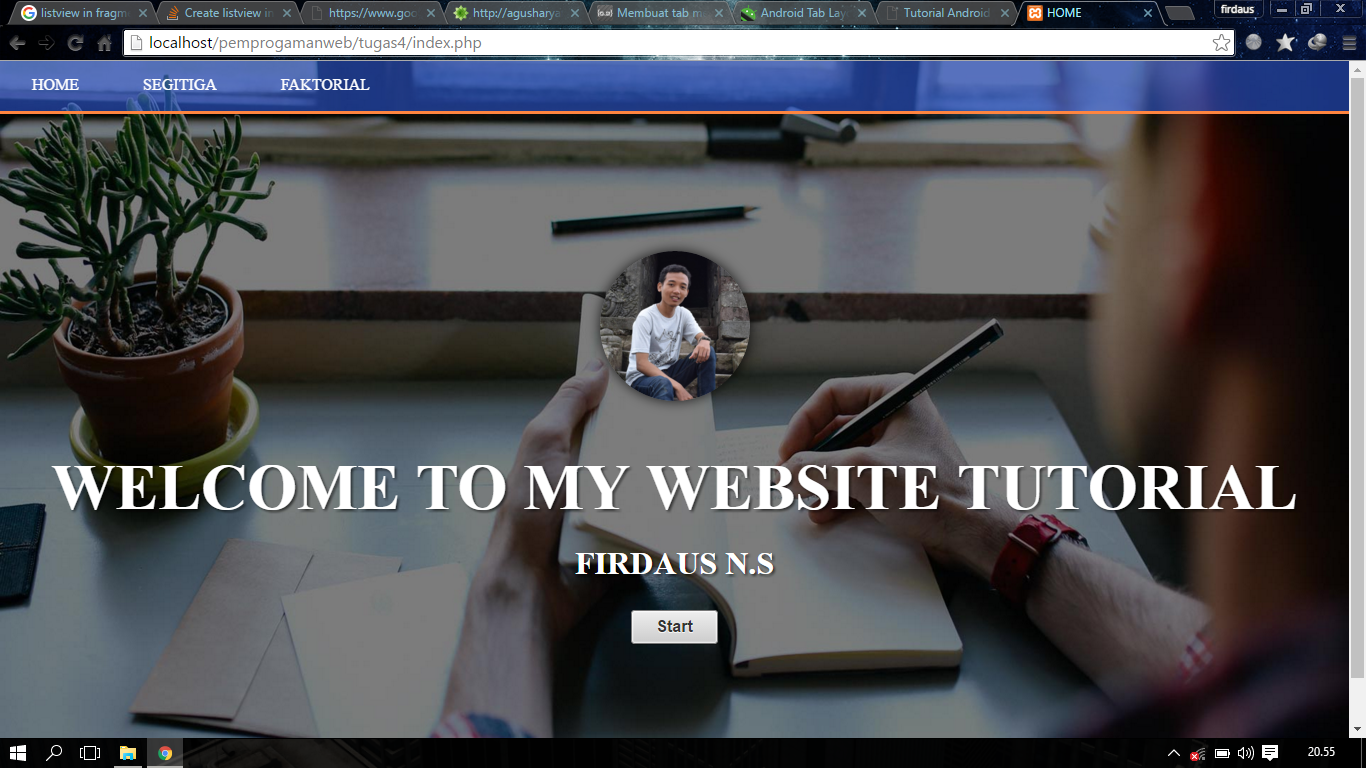 listview in fragm
Create listview in
https://www.goo
http://agusharya
Membuat tab m
Android Tab Lay
Tutorial Android
HOME
firdaus
localhost/pemprogamanweb/tugas4/index.php
HOME SEGITIGA FAKTORIAL
WELCOME TO MY WEBSITE TUTORIAL
FIRDAUS N.S
Start
20.55